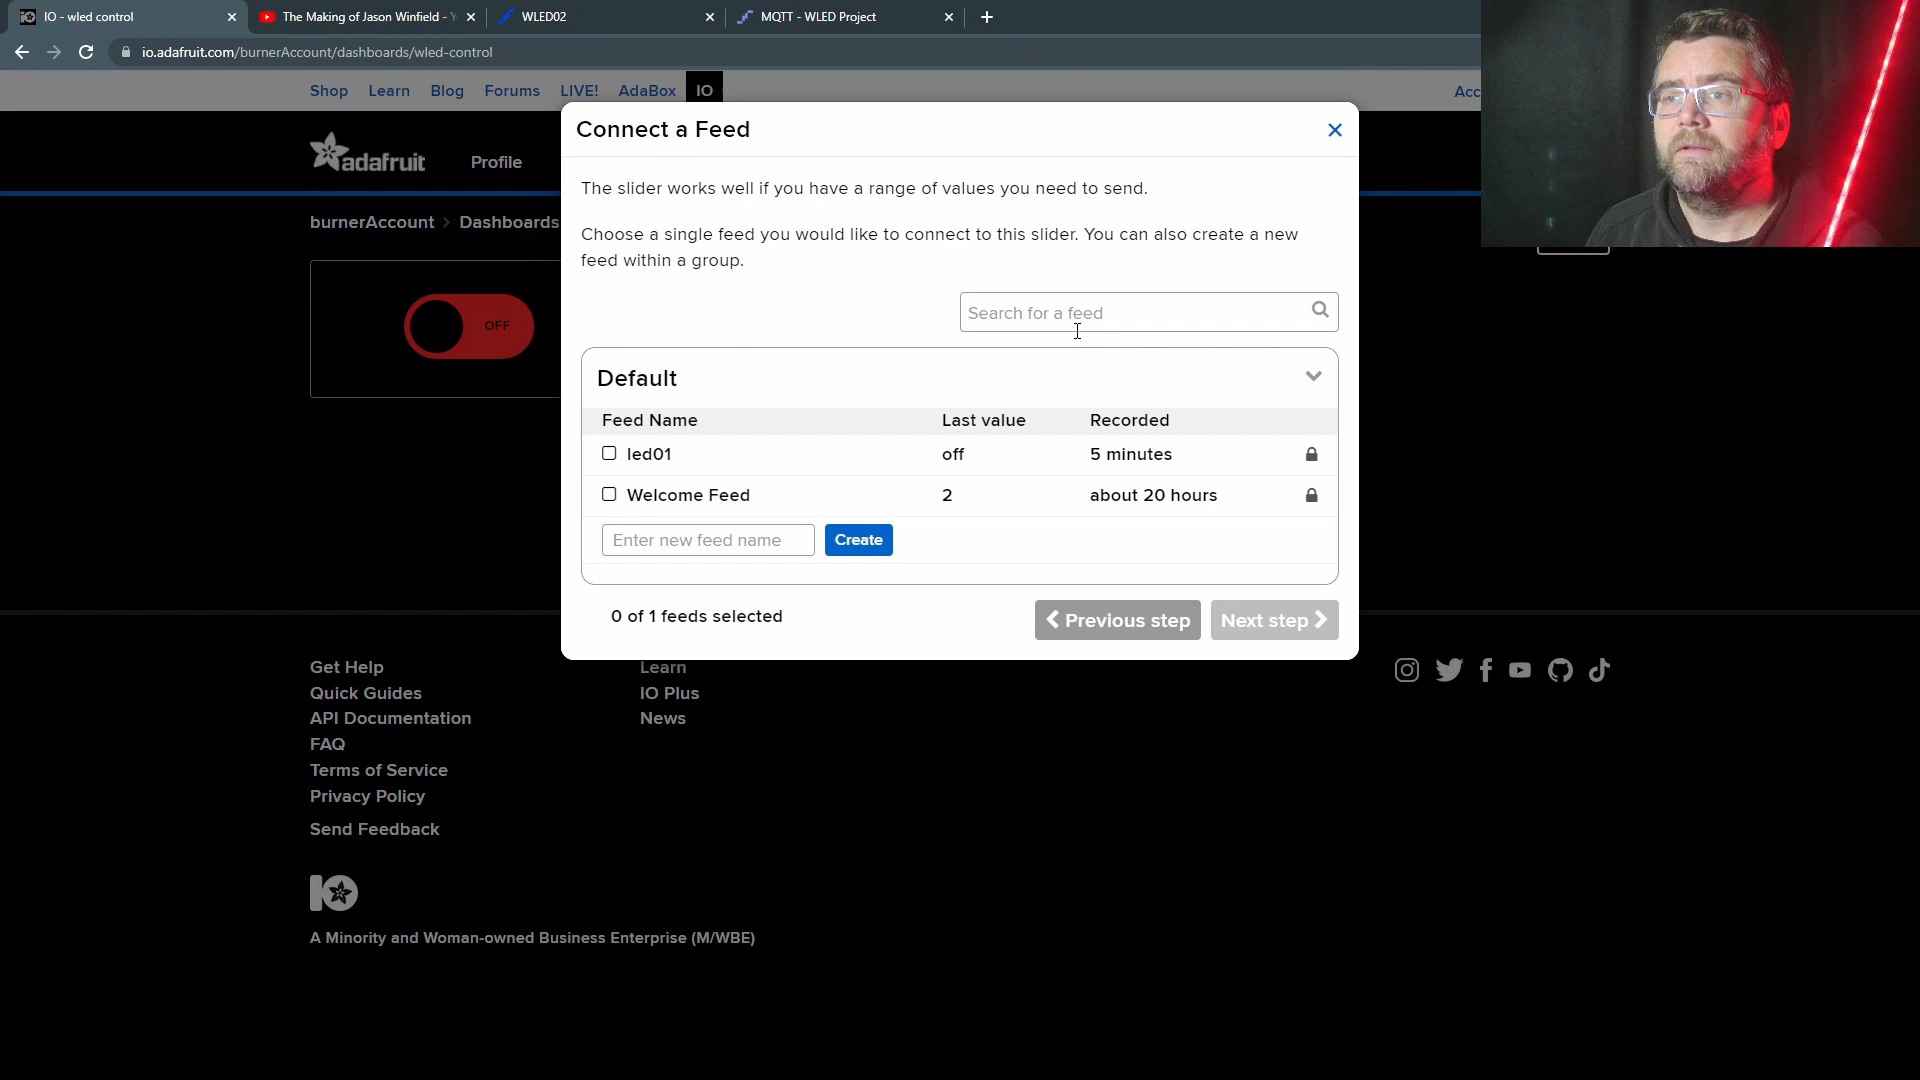 IO - wled control
The Making of Jason Winfield - Y
WLED02
MQTT - WLED Project
io.adafruit.com/burnerAccount/dashboards/wled-control
Shop Learn Blog Forums LIVE! AdaBox IO
Acc
adafruit
Profile
burnerAccount > Dashboards
OFF
Connect a Feed
The slider works well if you have a range of values you need to send.
Choose a single feed you would like to connect to this slider. You can also create a new
feed within a group.
Search for a feed
Default
Feed Name Last value Recorded
led01 off 5 minutes
Welcome Feed 2 about 20 hours
Enter new feed name Create
0 of 1 feeds selected
Previous step Next step
Get Help
Quick Guides
API Documentation
FAQ
Terms of Service
Privacy Policy
Send Feedback
Learn
IO Plus
News
IO
A Minority and Woman-owned Business Enterprise (M/WBE)